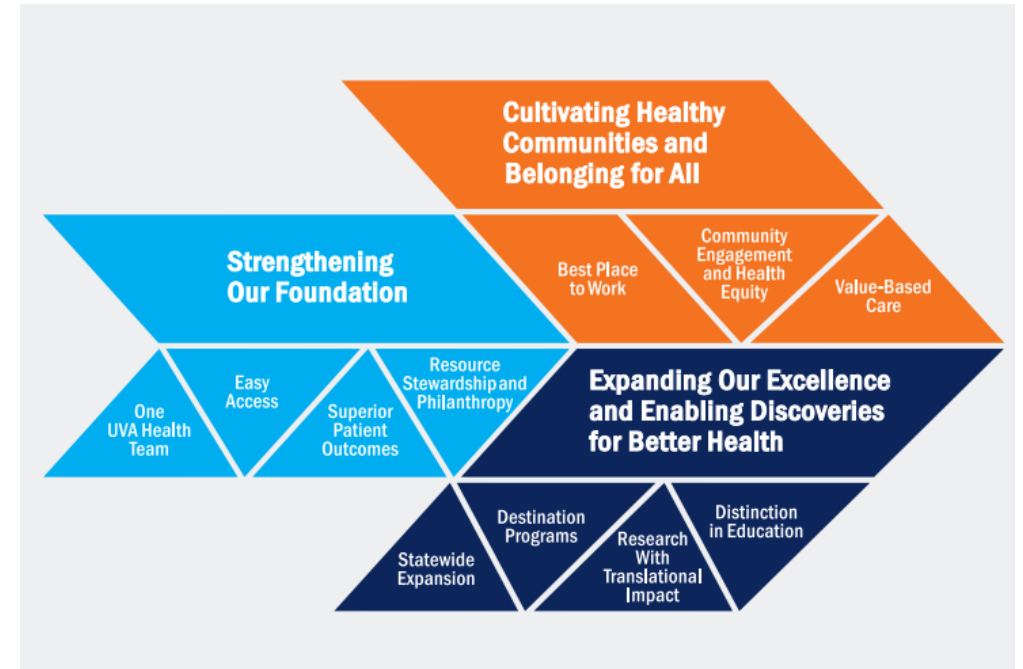 Cultivating Healthy
Communities and
Belonging for All
Best Place
to Work
Community
Engagement
and Health
Equity
Value-Based
Care
Strengthening
Our Foundation
One
UVA Health
Team
Easy
Access
Superior
Patient
Outcomes
Resource
Stewardship and
Philanthropy
Expanding Our Excellence
and Enabling Discoveries
for Better Health
Statewide
Expansion
Destination
Programs
Research
With
Translational
Impact
Distinction
in Education